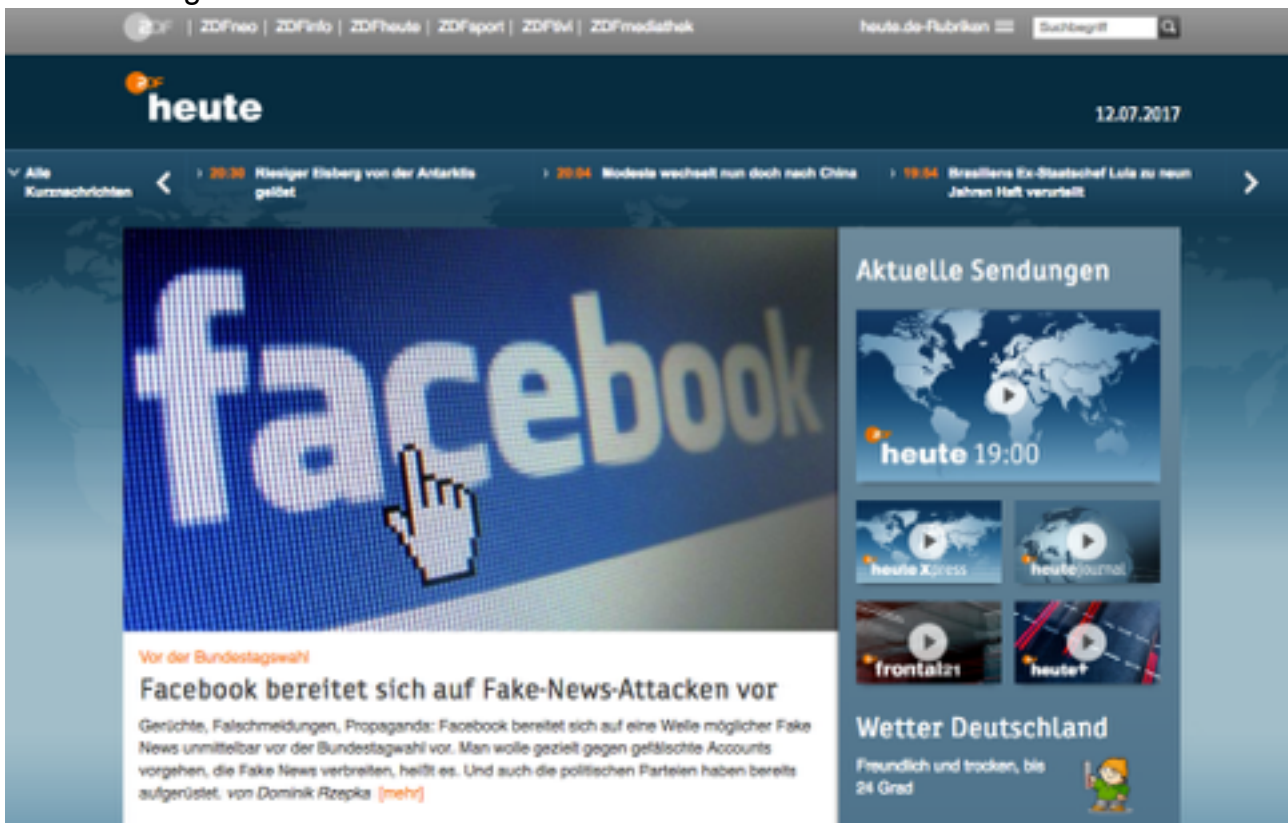 ZDF | ZDFneo | ZDFinfo | ZDFheute | ZDFsport | ZDFtivi | ZDFmediathek
heute.de-Rubriken
Suchbegriff
ZDF
heute
12.07.2017
Alle
Kurznachrichten
20:30 Riesiger Eisberg von der Antarktis
gelöst
20:04 Modeste wechselt nun doch nach China
19:54 Brasiliens Ex-Staatschef Lula zu neun
Jahren Haft verurteilt
facebook
Vor der Bundestagswahl
Facebook bereitet sich auf Fake-News-Attacken vor
Gerüchte, Falschmeldungen, Propaganda: Facebook bereitet sich auf eine Welle möglicher Fake
News unmittelbar vor der Bundestagwahl vor. Man wolle gezielt gegen gefälschte Accounts
vorgehen, die Fake News verbreiten, heißt es. Und auch die politischen Parteien haben bereits
aufgerüstet. von Dominik Rzepka [mehr]
Aktuelle Sendungen
ZDF
heute 19:00
heute Xpress
heute journal
frontal21
heute+
Wetter Deutschland
Freundlich und trocken, bis
24 Grad